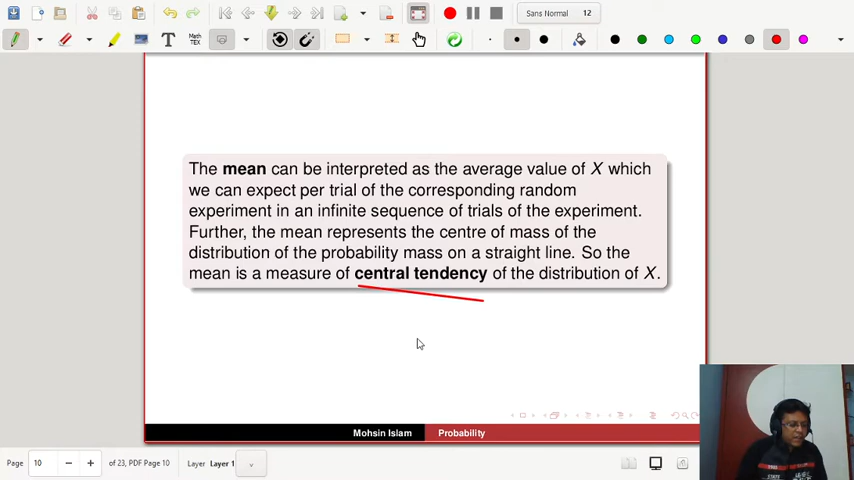 Sans Normal 12
T
Math
TEX
The mean can be interpreted as the average value of X which
we can expect per trial of the corresponding random
experiment in an infinite sequence of trials of the experiment.
Further, the mean represents the centre of mass of the
distribution of the probability mass on a straight line. So the
mean is a measure of central tendency of the distribution of X.
Mohsin Islam Probability
Page 10 of 23, PDF Page 10 Layer Layer 1